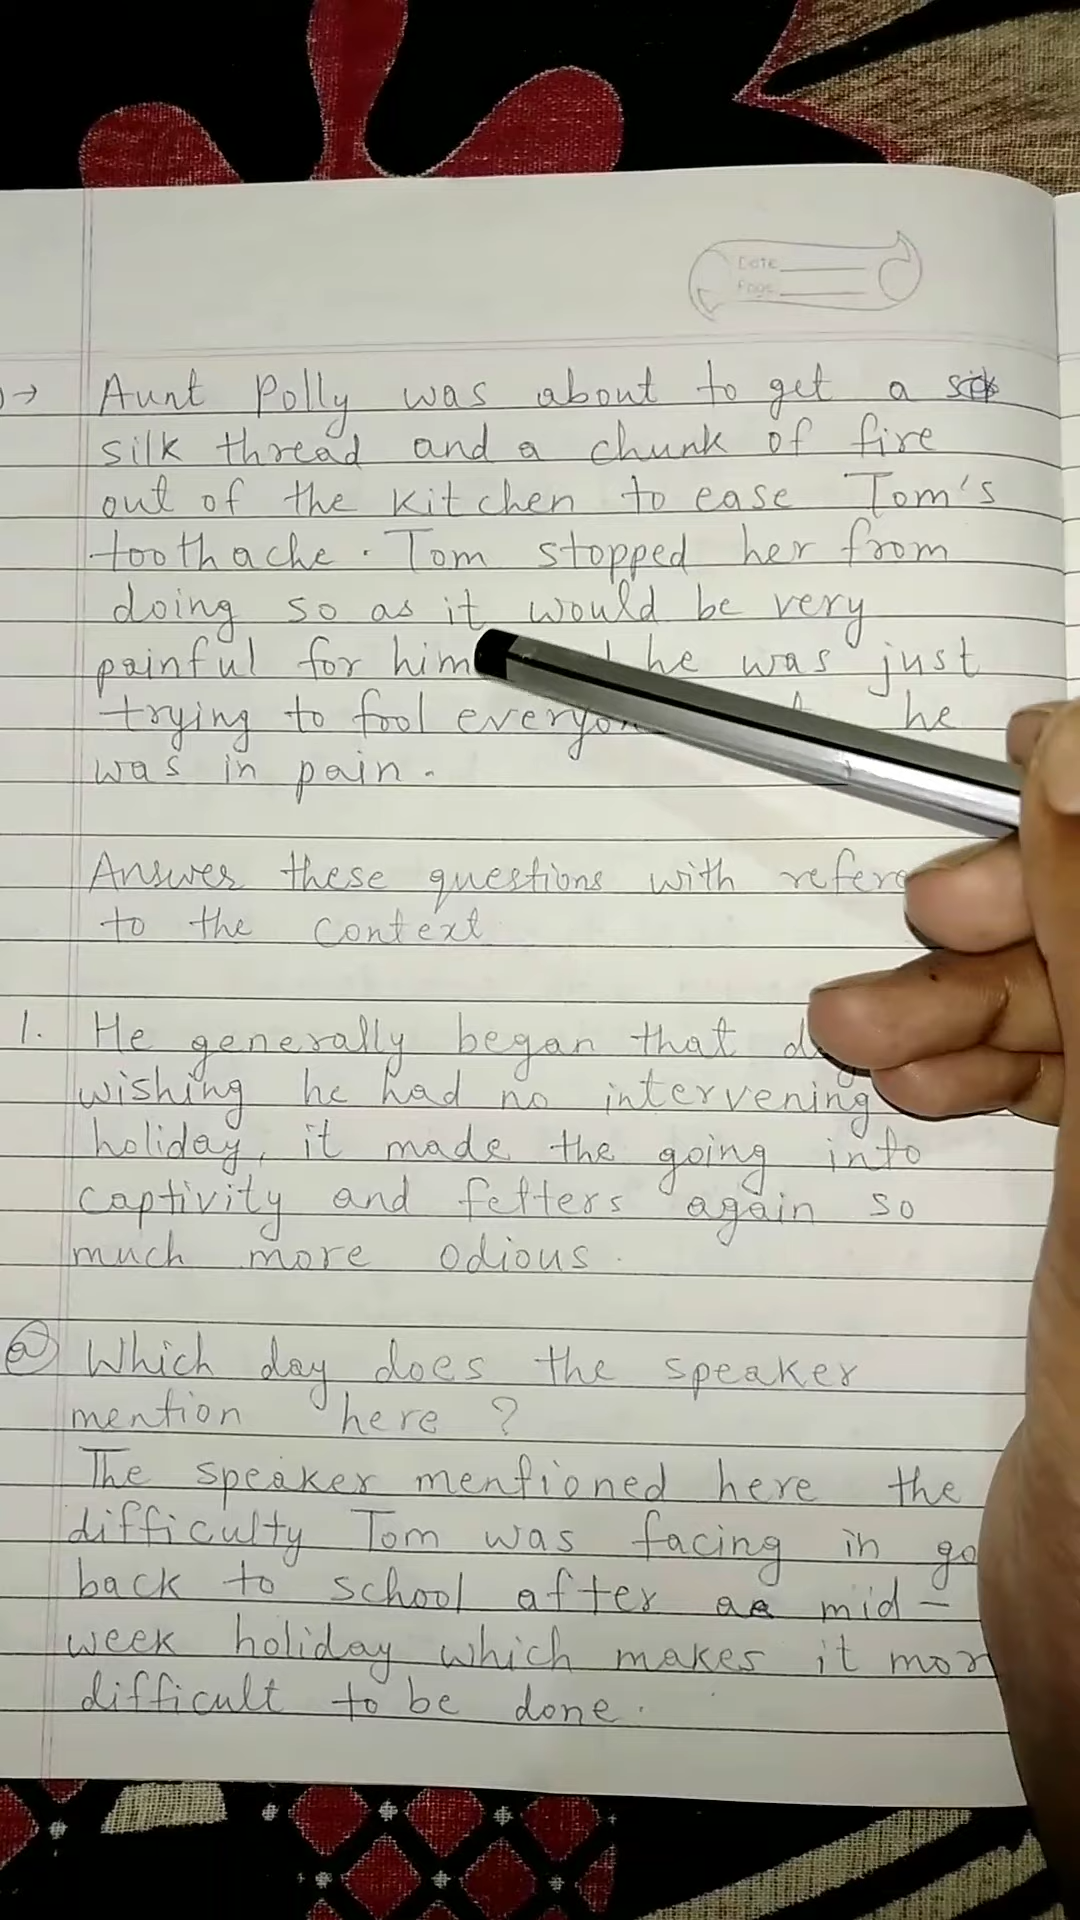 Date
Page
Aunt Polly was about to get a
silk thread and a chunk of fire
out of the kitchen to ease Tom's
toothache. Tom stopped her from
doing so as it would be very
painful for him he was just
trying to fool he
was in pain.
Answer these questions with
to the context
1. He generally began that
wishing he had no intervening
holiday, it made the going into
captivity and fetters again so
much more odious.
a Which day does the speaker
mention here ?
The speaker mentioned here the
difficulty Tom was facing in
back to school after a mid-
week holiday which makes it
difficult to be done.